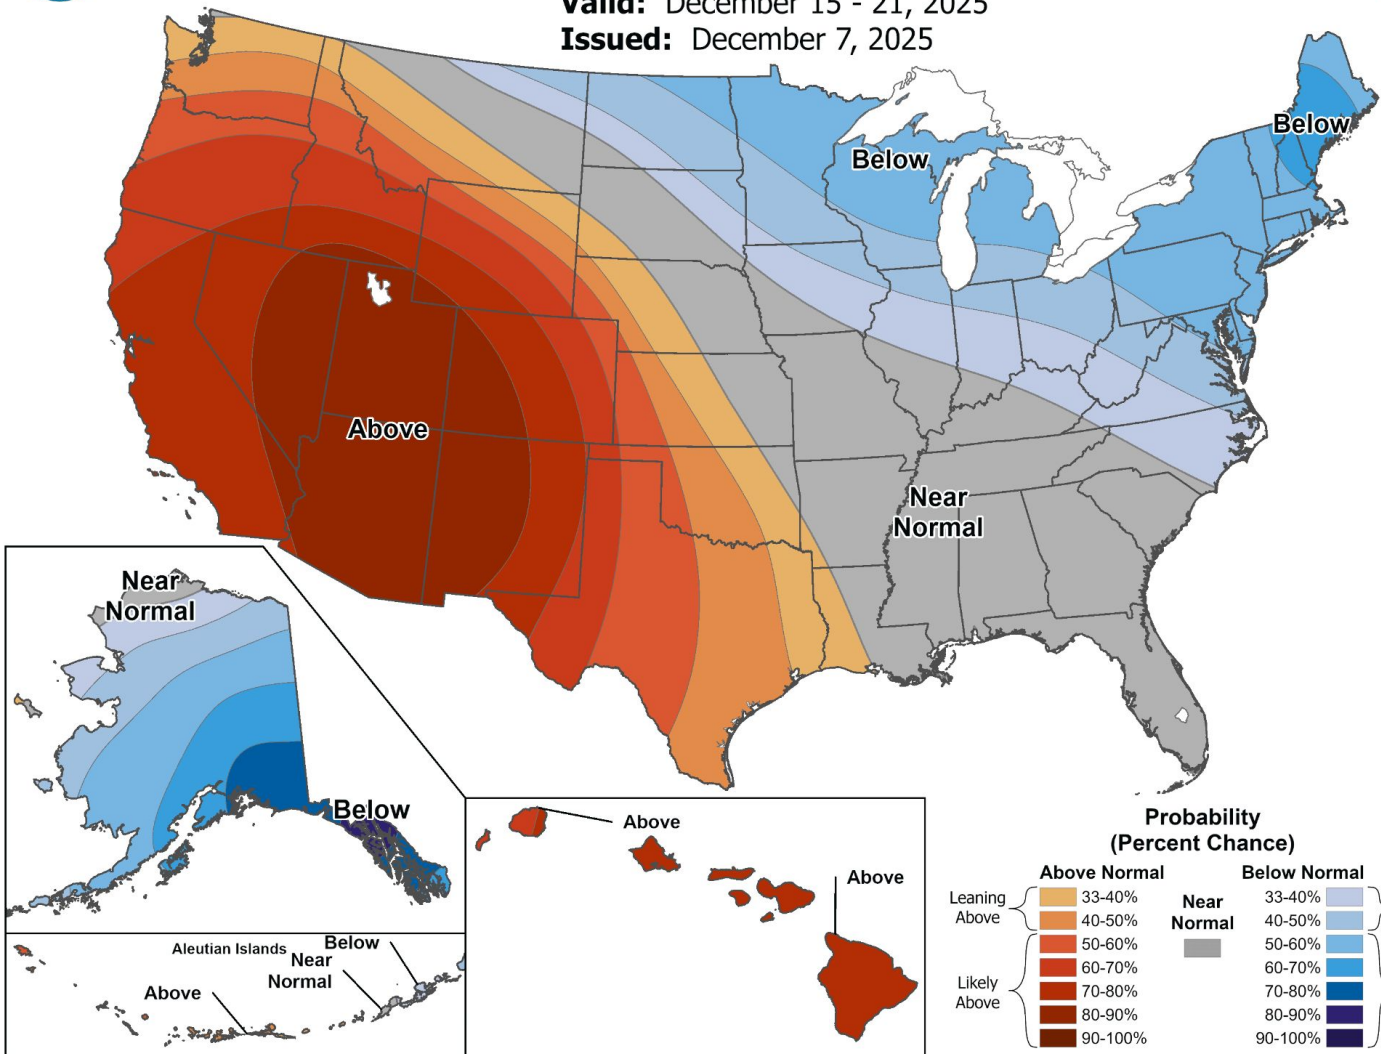 Valid: December 15 - 21, 2025
Issued: December 7, 2025
Below
Below
Above
Near
Normal
Near
Normal
Below
Aleutian Islands
Below
Near
Normal
Above
Above
Above
Probability
(Percent Chance)
Above Normal
Below Normal
Leaning
Above
Likely
Above
33-40%
40-50%
50-60%
60-70%
70-80%
80-90%
90-100%
Near
Normal
33-40%
40-50%
50-60%
60-70%
70-80%
80-90%
90-100%